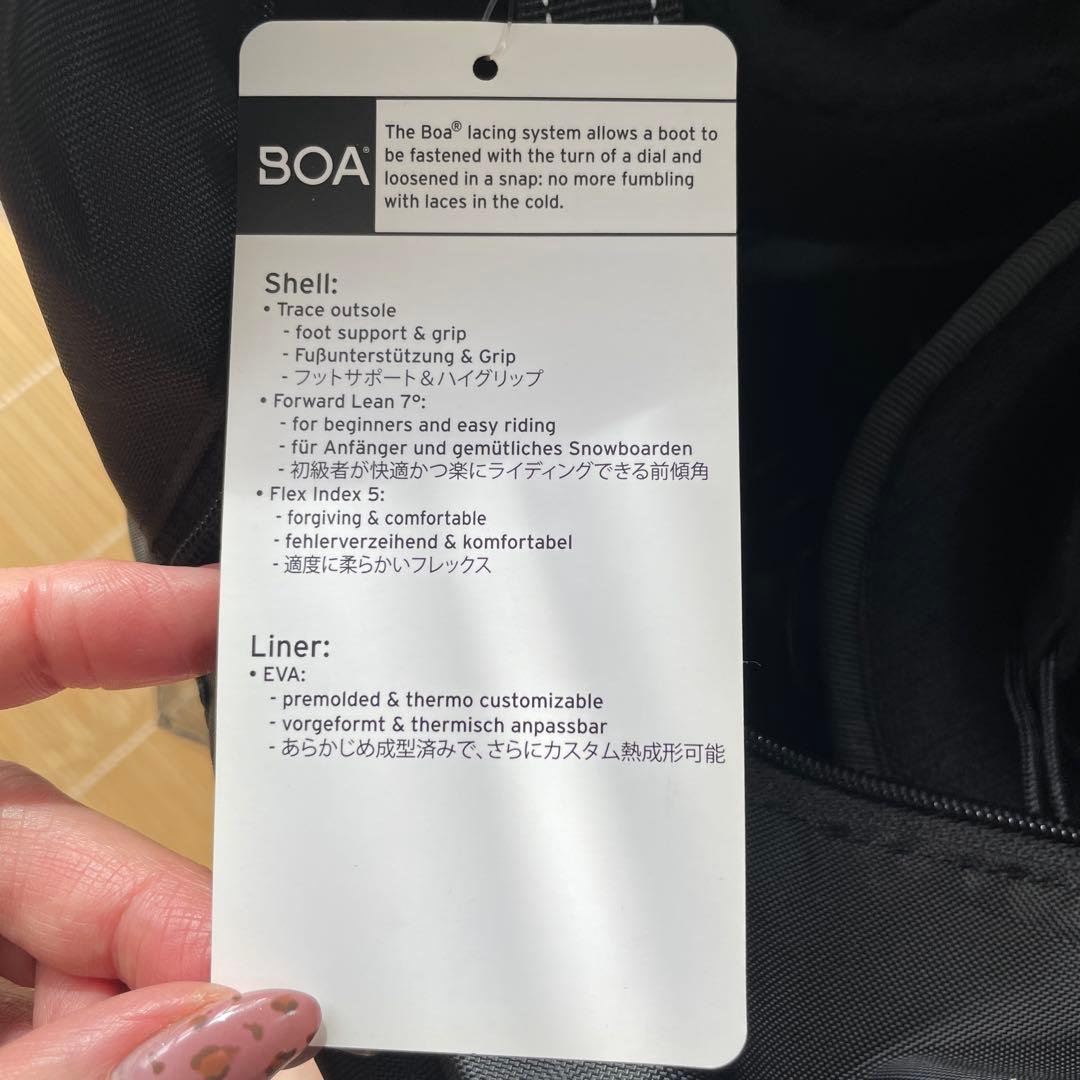 BOA®
The Boa® lacing system allows a boot to
be fastened with the turn of a dial and
loosened in a snap: no more fumbling
with laces in the cold.
Shell:
• Trace outsole
- foot support & grip
- Fußunterstützung & Grip
- フットサポート＆ハイグリップ
• Forward Lean 7°:
- for beginners and easy riding
- für Anfänger und gemütliches Snowboarden
- 初級者が快適かつ楽にライディングできる前傾角
• Flex Index 5:
- forgiving & comfortable
- fehlerverzeihend & komfortabel
- 適度に柔らかいフレックス
Liner:
• EVA:
- premolded & thermo customizable
- vorgeformt & thermisch anpassbar
- あらかじめ成型済みで、さらにカスタム熱成形可能